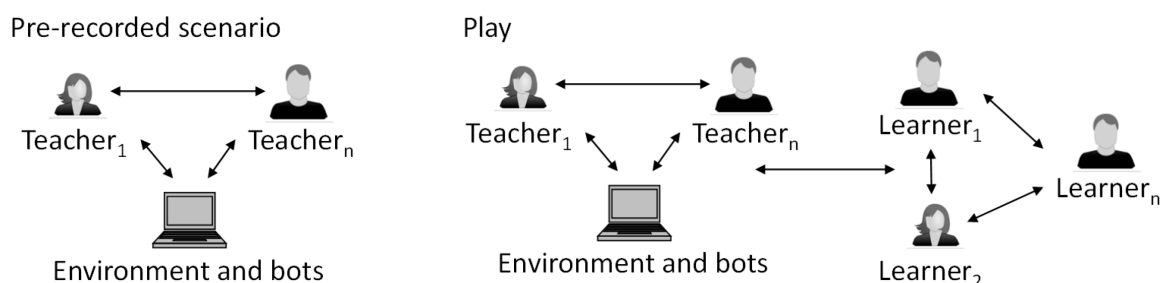 Pre-recorded scenario
Teacher₁
Teacherₙ
Environment and bots
Play
Teacher₁
Teacherₙ
Environment and bots
Learner₁
Learnerₙ
Learner₂